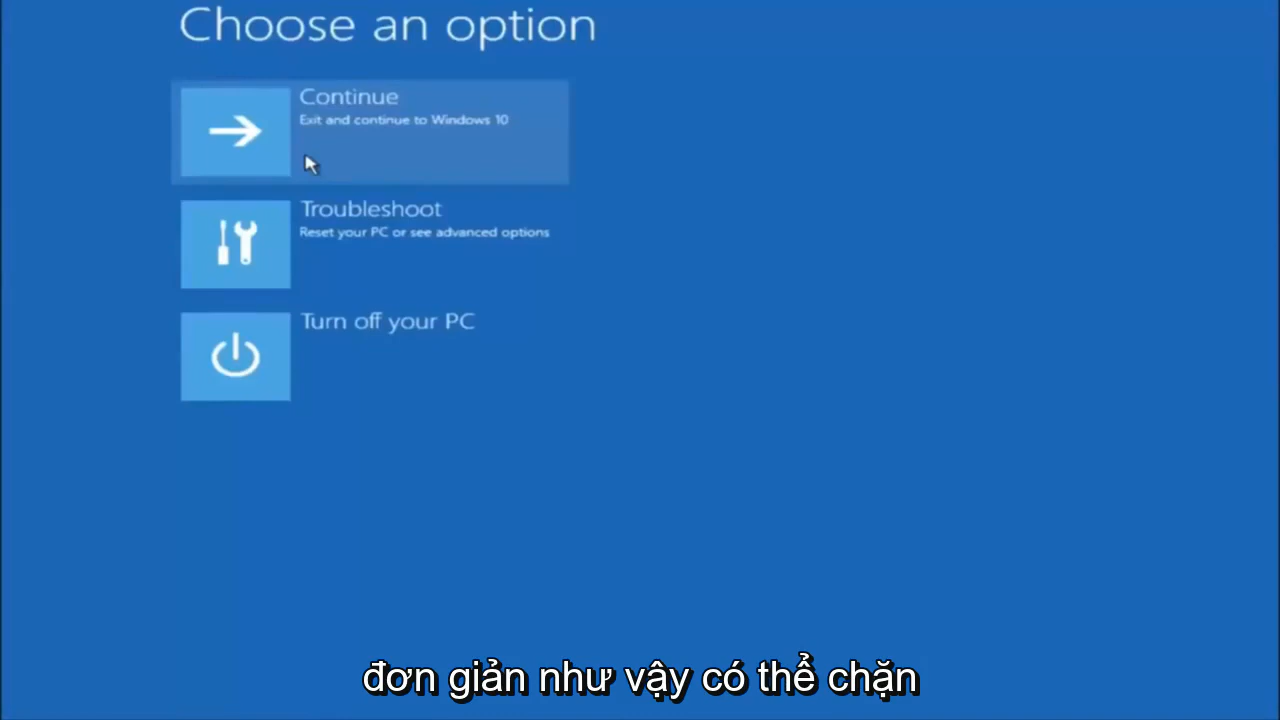 Choose an option
Continue
Exit and continue to Windows 10
Troubleshoot
Reset your PC or see advanced options
Turn off your PC
đơn giản như vậy có thể chặn